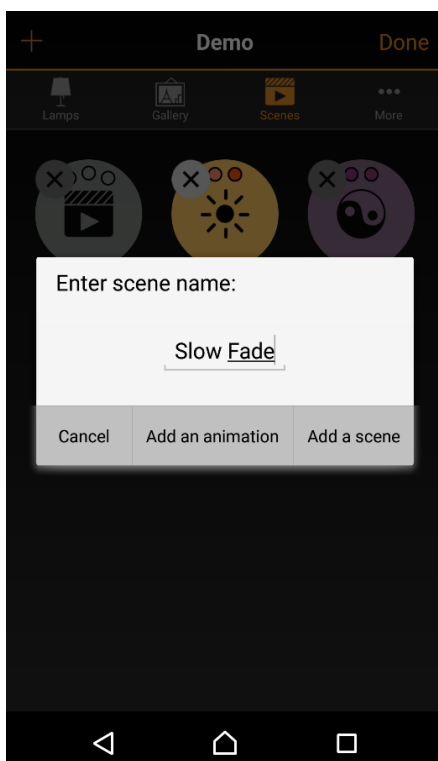 Demo Done
Lamps Gallery Scenes More
Enter scene name:
Slow Fade
Cancel Add an animation Add a scene